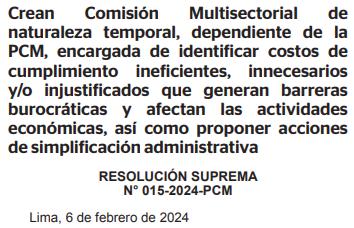 Crean Comisión Multisectorial de
naturaleza temporal, dependiente de la
PCM, encargada de identificar costos de
cumplimiento ineficientes, innecesarios
y/o injustificados que generan barreras
burocráticas y afectan las actividades
económicas, así como proponer acciones
de simplificación administrativa
RESOLUCIÓN SUPREMA
N° 015-2024-PCM
Lima, 6 de febrero de 2024